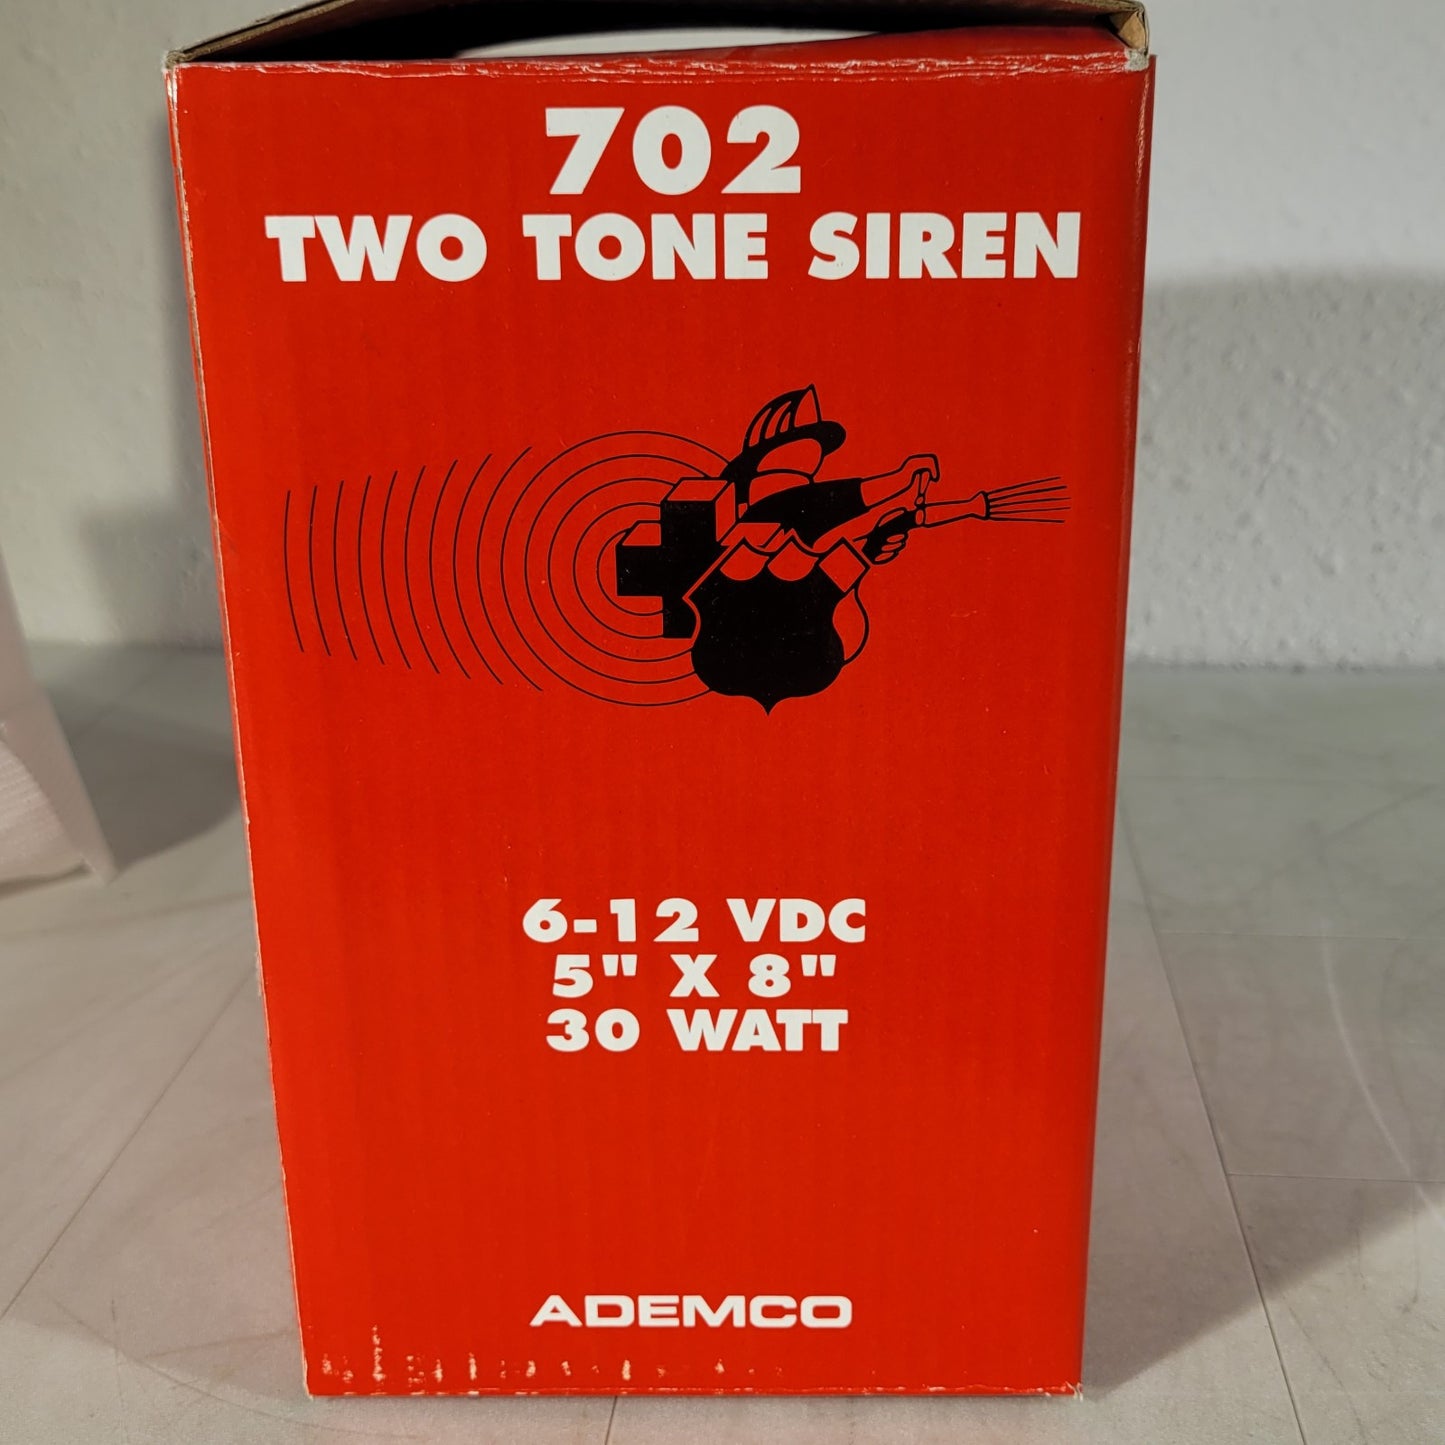 702
TWO TONE SIREN
6-12 VDC
5" X 8"
30 WATT
ADEMCO